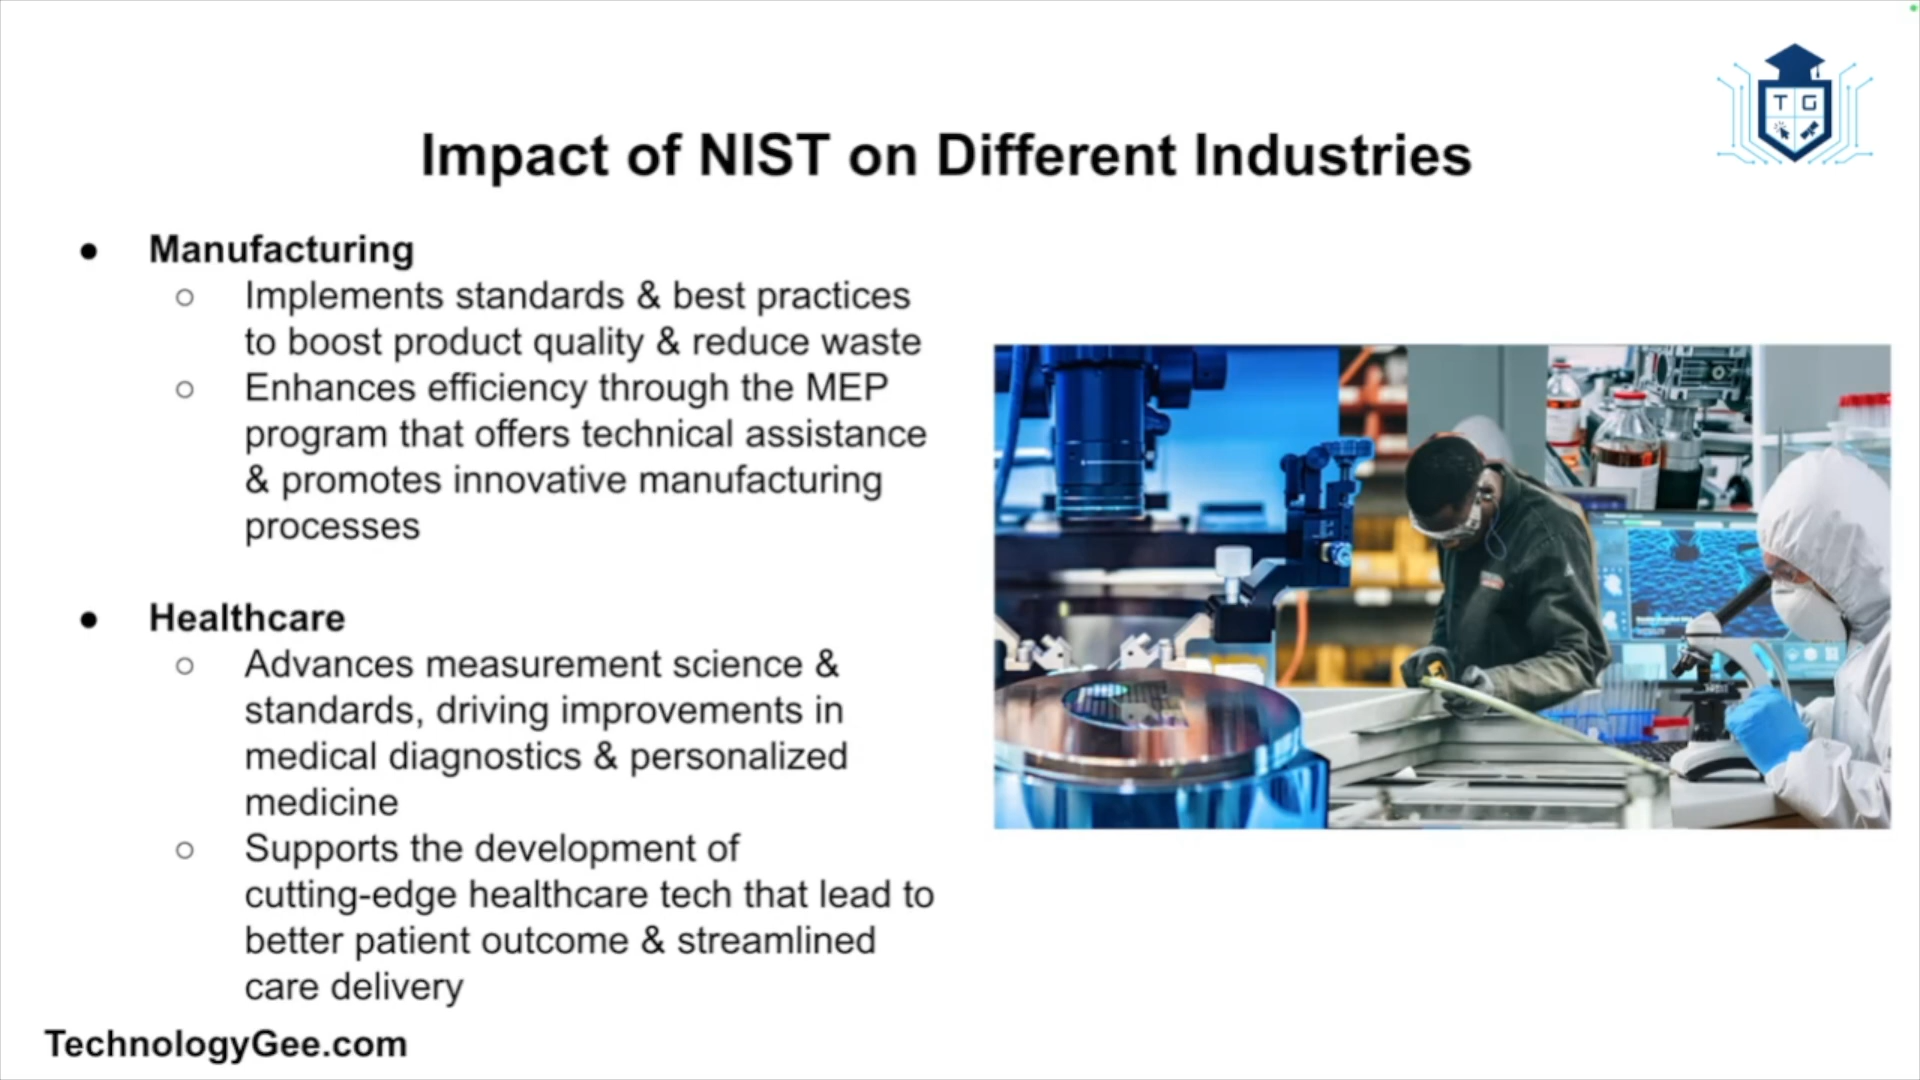 T G
Impact of NIST on Different Industries
● Manufacturing
○ Implements standards & best practices
to boost product quality & reduce waste
○ Enhances efficiency through the MEP
program that offers technical assistance
& promotes innovative manufacturing
processes
● Healthcare
○ Advances measurement science &
standards, driving improvements in
medical diagnostics & personalized
medicine
○ Supports the development of
cutting-edge healthcare tech that lead to
better patient outcome & streamlined
care delivery
TechnologyGee.com